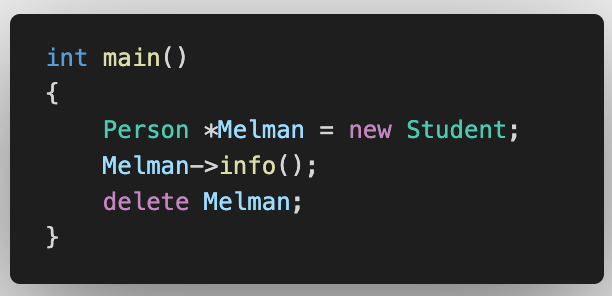 int main()
{
    Person *Melman = new Student;
    Melman->info();
    delete Melman;
}